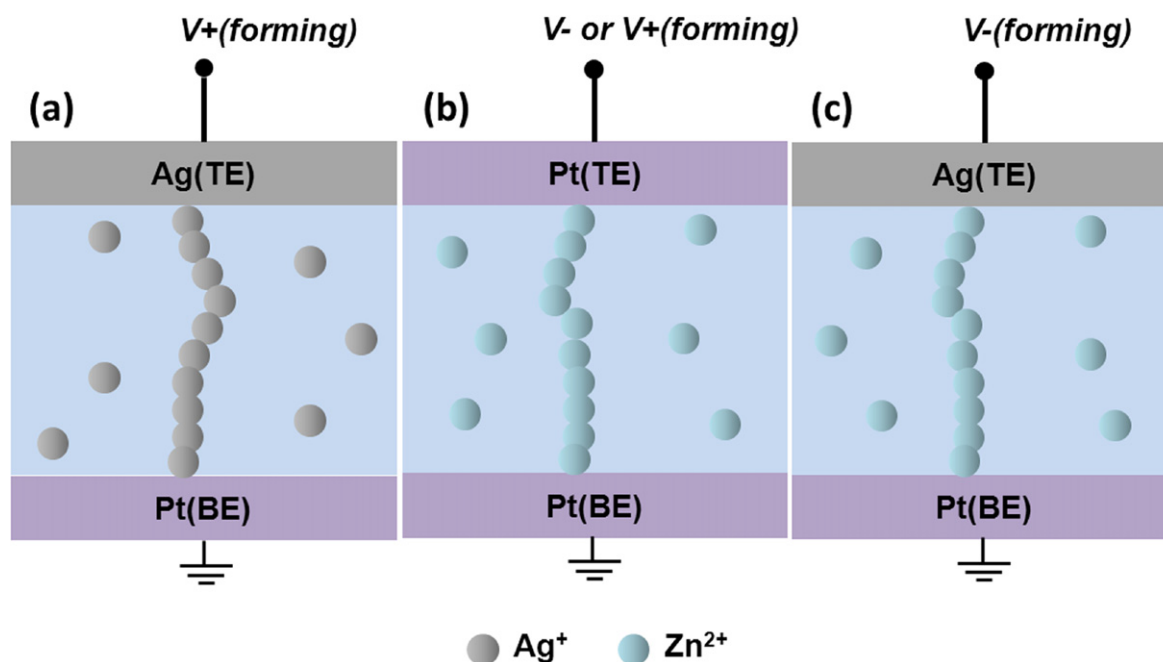 V+(forming)
V- or V+(forming)
V-(forming)
(a)
(b)
(c)
Ag(TE)
Pt(TE)
Ag(TE)
Pt(BE)
Pt(BE)
Pt(BE)
Ag⁺
Zn²⁺